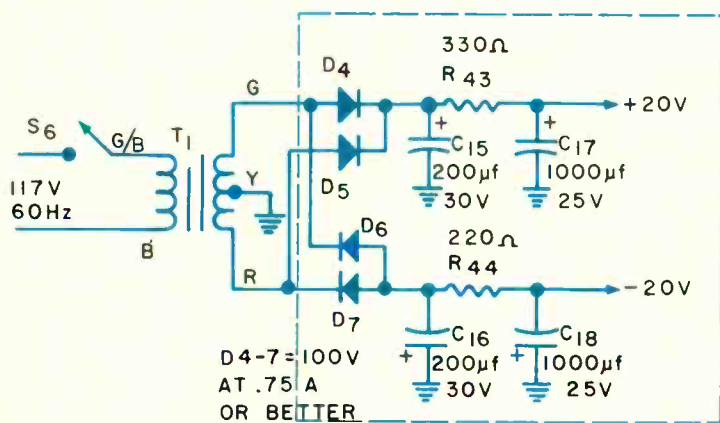 330Ω
R43
D4
G
+20V
S6
G/B
T1
+
C15
200µf
30V
+
C17
1000µf
25V
D5
117V
60Hz
Y
D6
B
R
220Ω
R44
-20V
D7
D4-7=100V
AT .75 A
OR BETTER
+
C16
200µf
30V
+
C18
1000µf
25V